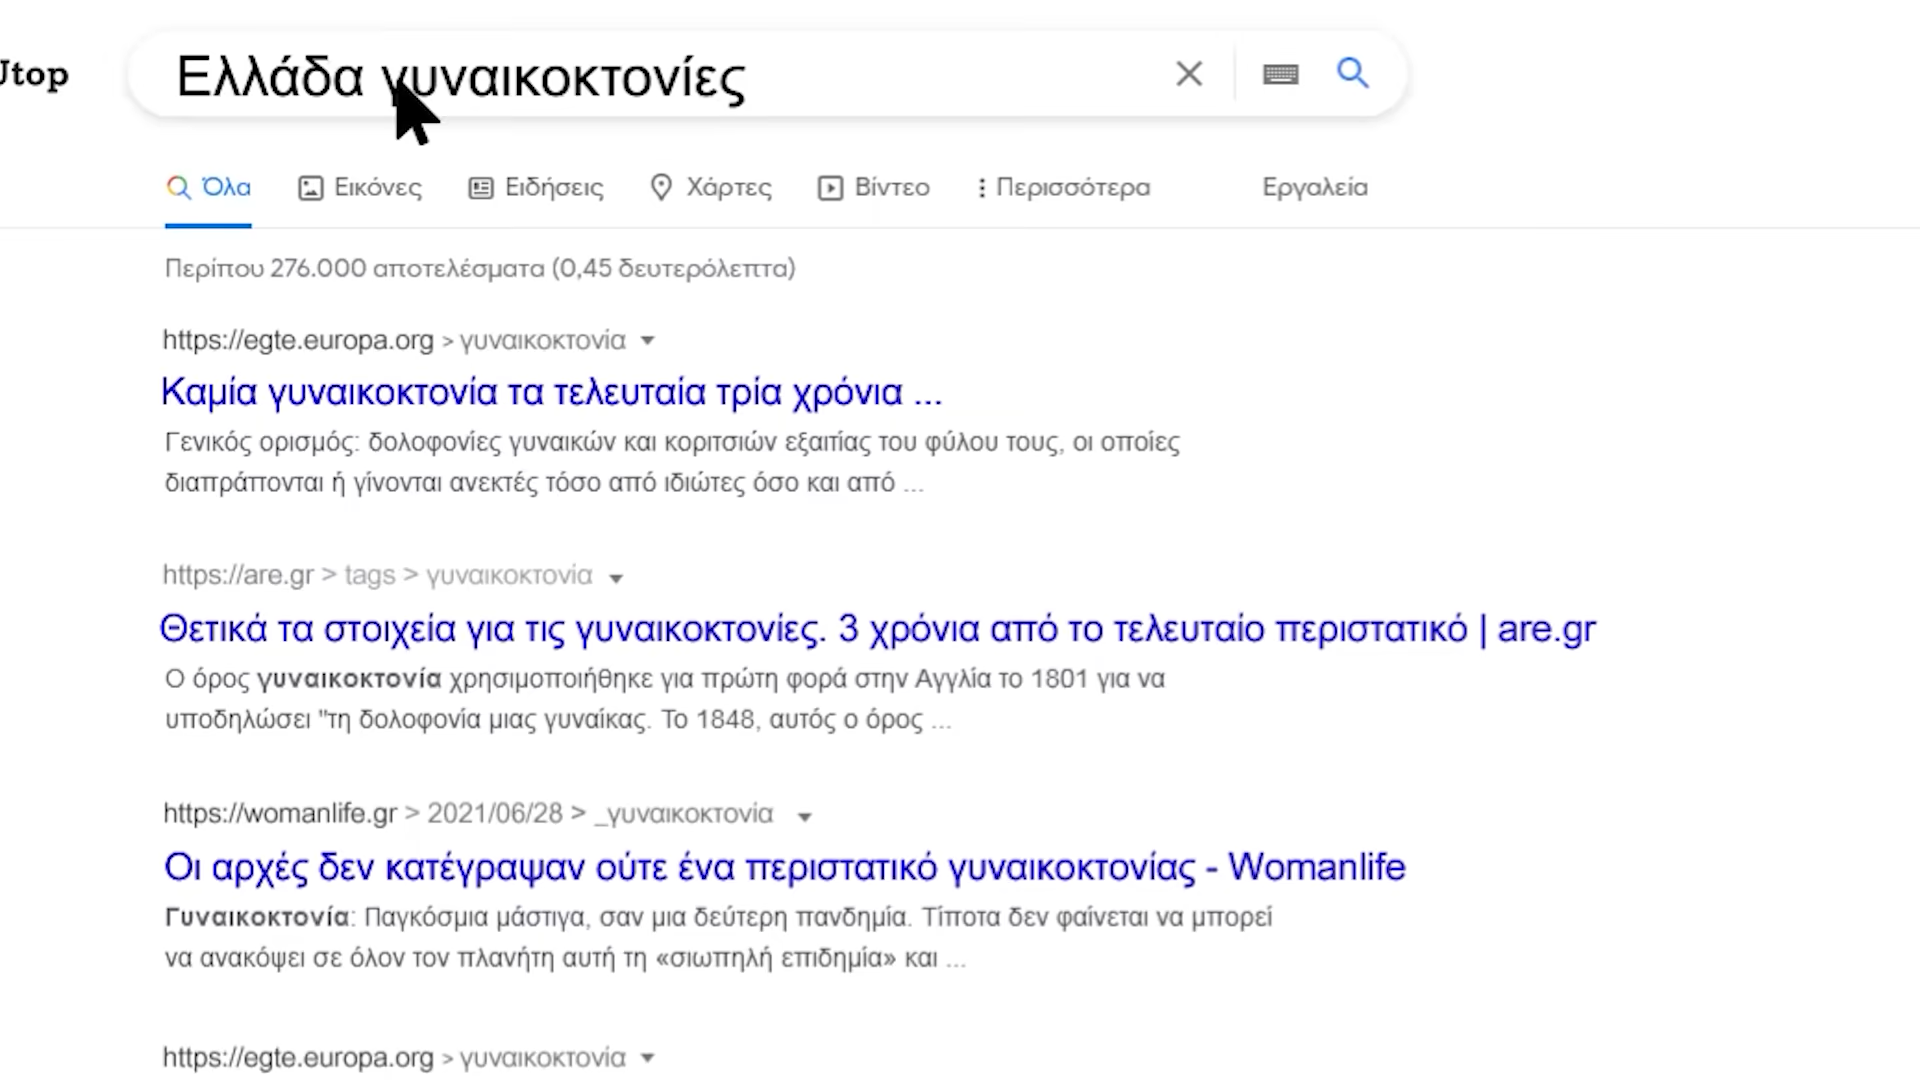 Utop
Ελλάδα γυναικοκτονίες
Όλα Εικόνες Ειδήσεις Χάρτες Βίντεο Περισσότερα Εργαλεία
Περίπου 276.000 αποτελέσματα (0,45 δευτερόλεπτα)
https://egte.europa.org > γυναικοκτονία
Καμία γυναικοκτονία τα τελευταία τρία χρόνια ...
Γενικός ορισμός: δολοφονίες γυναικών και κοριτσιών εξαιτίας του φύλου τους, οι οποίες
διαπράττονται ή γίνονται ανεκτές τόσο από ιδιώτες όσο και από ...
https://are.gr > tags > γυναικοκτονία
Θετικά τα στοιχεία για τις γυναικοκτονίες. 3 χρόνια από το τελευταίο περιστατικό | are.gr
Ο όρος γυναικοκτονία χρησιμοποιήθηκε για πρώτη φορά στην Αγγλία το 1801 για να
υποδηλώσει "τη δολοφονία μιας γυναίκας. Το 1848, αυτός ο όρος ...
https://womanlife.gr > 2021/06/28 > _γυναικοκτονία
Οι αρχές δεν κατέγραψαν ούτε ένα περιστατικό γυναικοκτονίας - Womanlife
Γυναικοκτονία: Παγκόσμια μάστιγα, σαν μια δεύτερη πανδημία. Τίποτα δεν φαίνεται να μπορεί
να ανακόψει σε όλον τον πλανήτη αυτή τη «σιωπηλή επιδημία» και ...
https://egte.europa.org > γυναικοκτονία